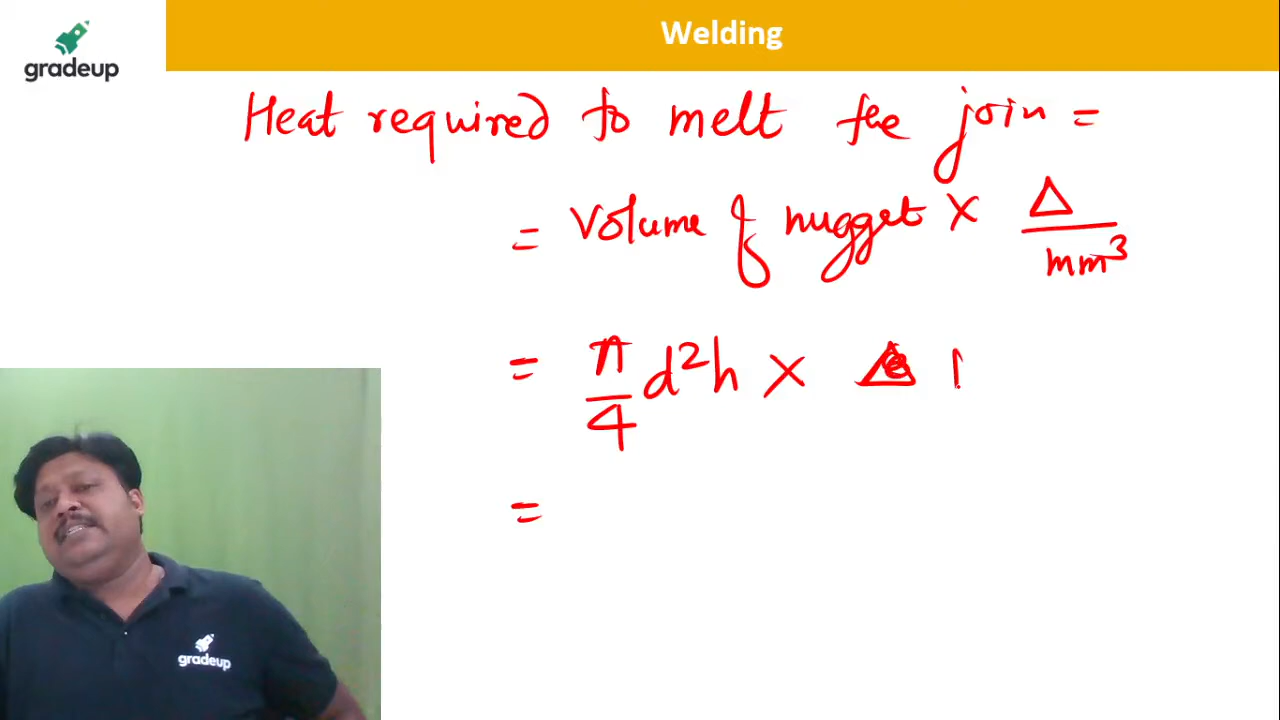 Welding
gradeup
Heat required to melt the join =
= Volume of nugget × Δ/mm³
= π/4 d²h ×
=
gradeup